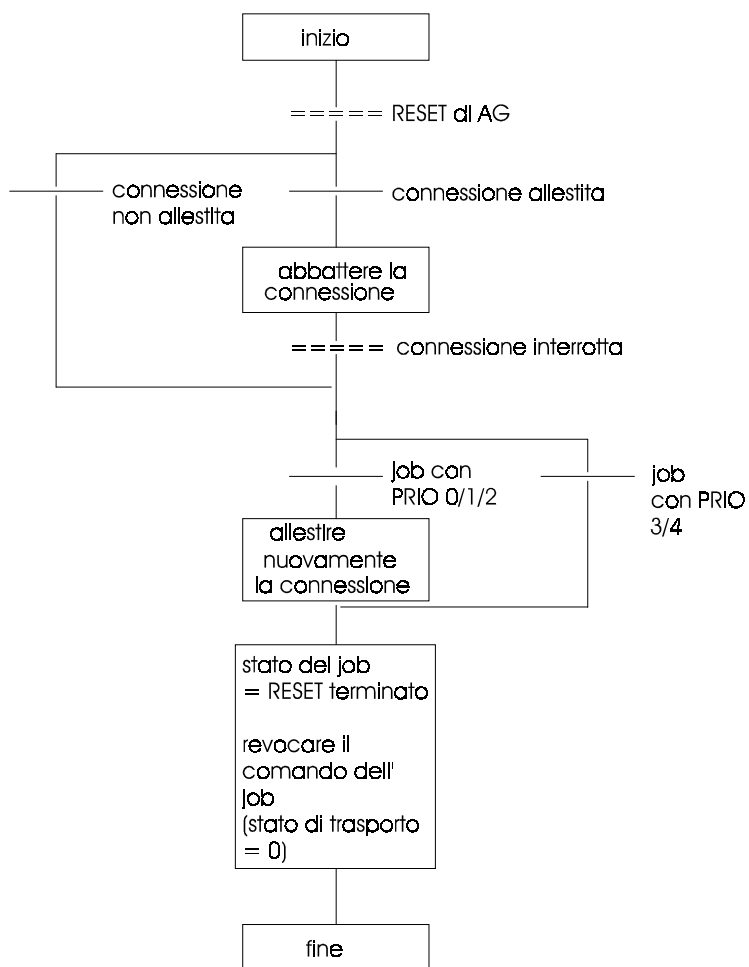 inizio
===== RESET di AG
connessione
non allestita
connessione allestita
abbattere la
connessione
===== connessione interrotta
job con
PRIO 0/1/2
job
con PRIO
3/4
allestire
nuovamente
la connessione
stato del job
= RESET terminato
revocare il
comando dell'
job
(stato di trasporto
= 0)
fine